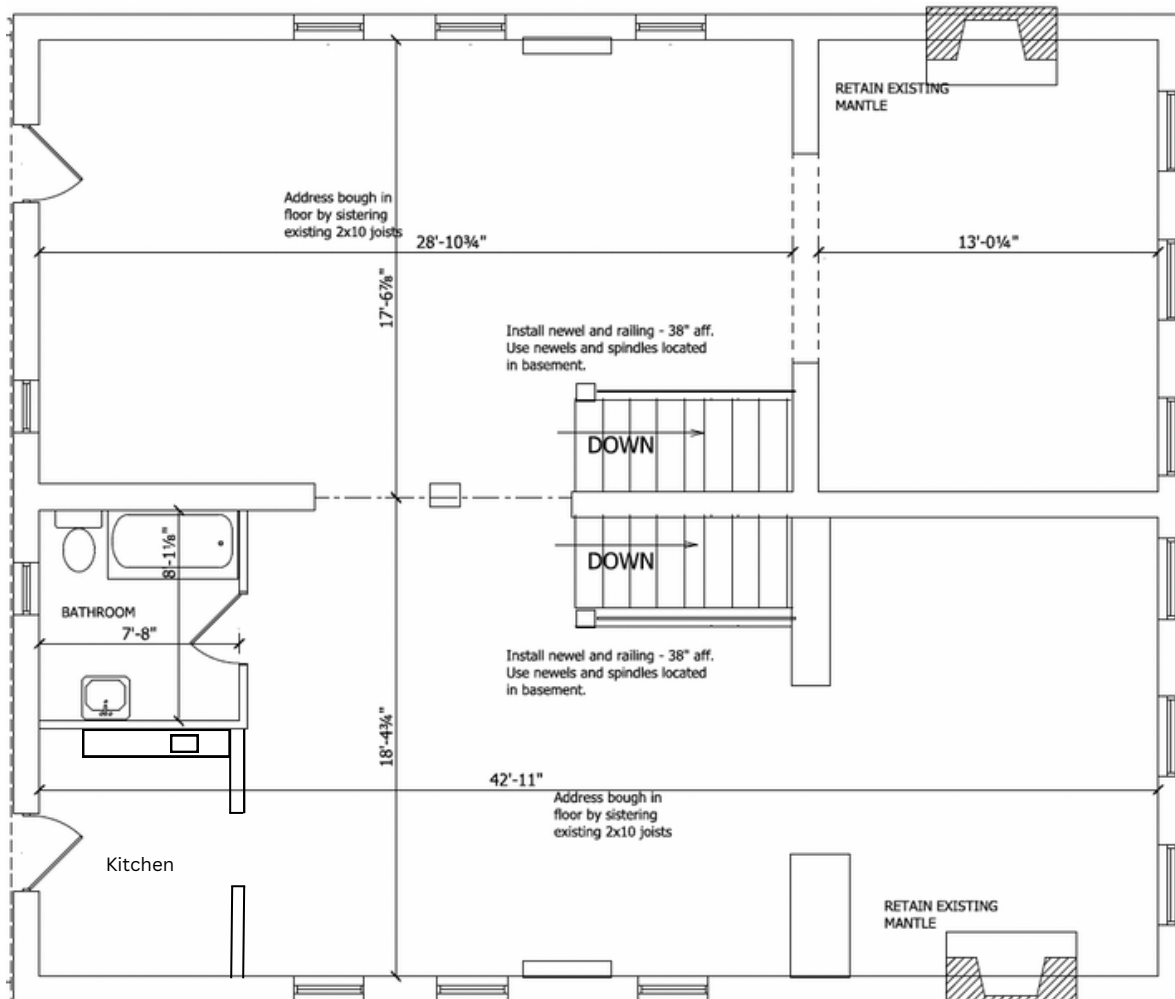 RETAIN EXISTING
MANTLE
Address bough in
floor by sistering
existing 2x10 joists
28'-10¾"
13'-0¼"
17'-6⅞"
Install newel and railing - 38" aff.
Use newels and spindles located
in basement.
DOWN
DOWN
8'-1⅛"
BATHROOM
7'-8"
Install newel and railing - 38" aff.
Use newels and spindles located
in basement.
18'-4¾"
42'-11"
Address bough in
floor by sistering
existing 2x10 joists
Kitchen
RETAIN EXISTING
MANTLE